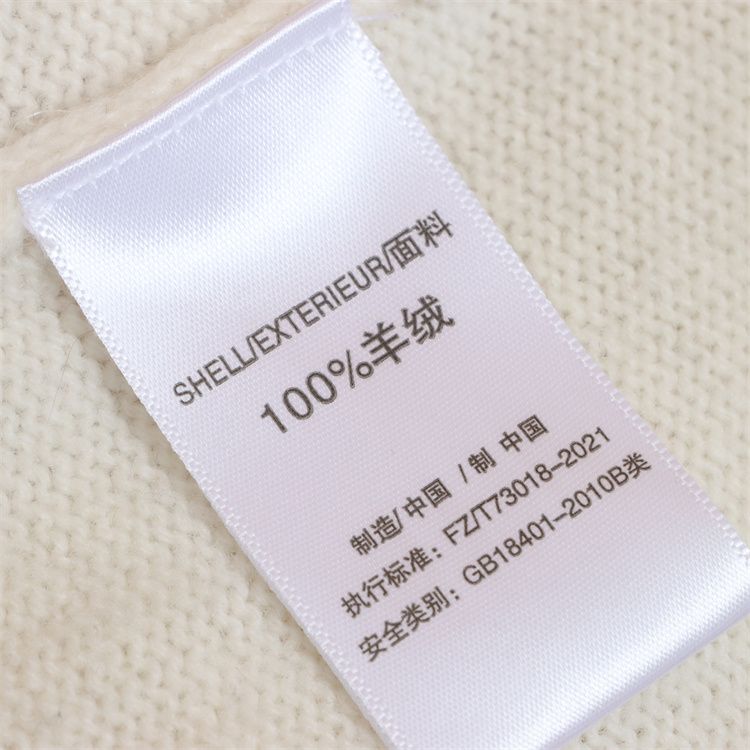 SHELL/EXTERIEUR/面料
100%羊绒
制造/中国 /制 中国
执行标准: FZ/T73018-2021
安全类别: GB18401-2010B类